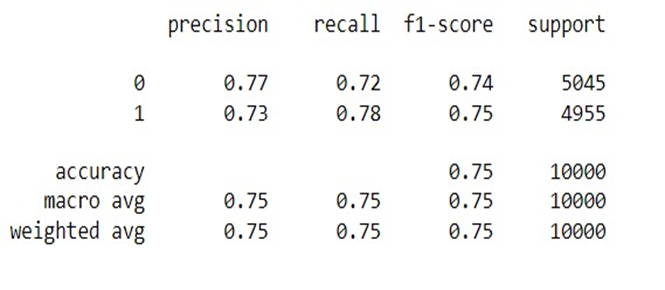 precision recall f1-score support
0 0.77 0.72 0.74 5045
1 0.73 0.78 0.75 4955
accuracy 0.75 10000
macro avg 0.75 0.75 0.75 10000
weighted avg 0.75 0.75 0.75 10000